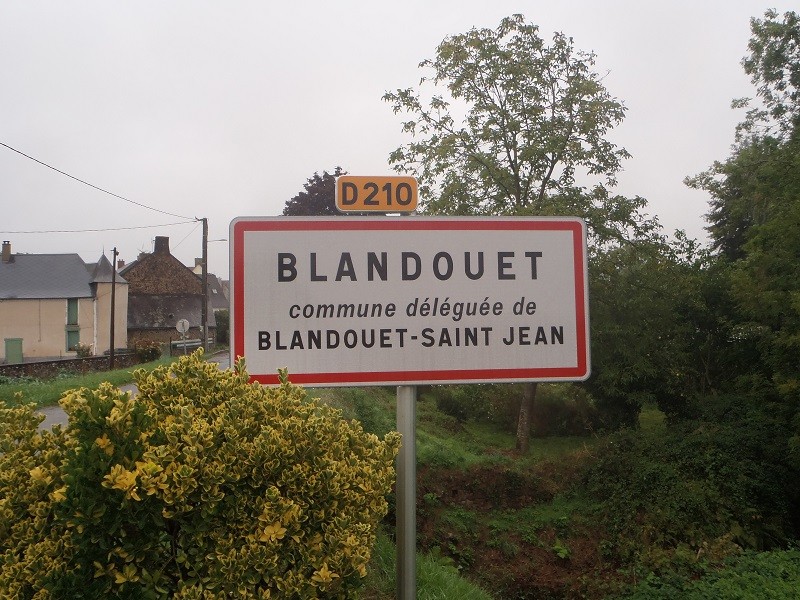 D210
BLANDOUET
commune déléguée de
BLANDOUET-SAINT JEAN